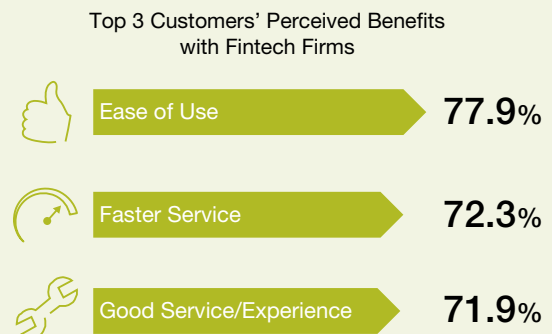 Top 3 Customers’ Perceived Benefits
with Fintech Firms
Ease of Use 77.9%
Faster Service 72.3%
Good Service/Experience 71.9%